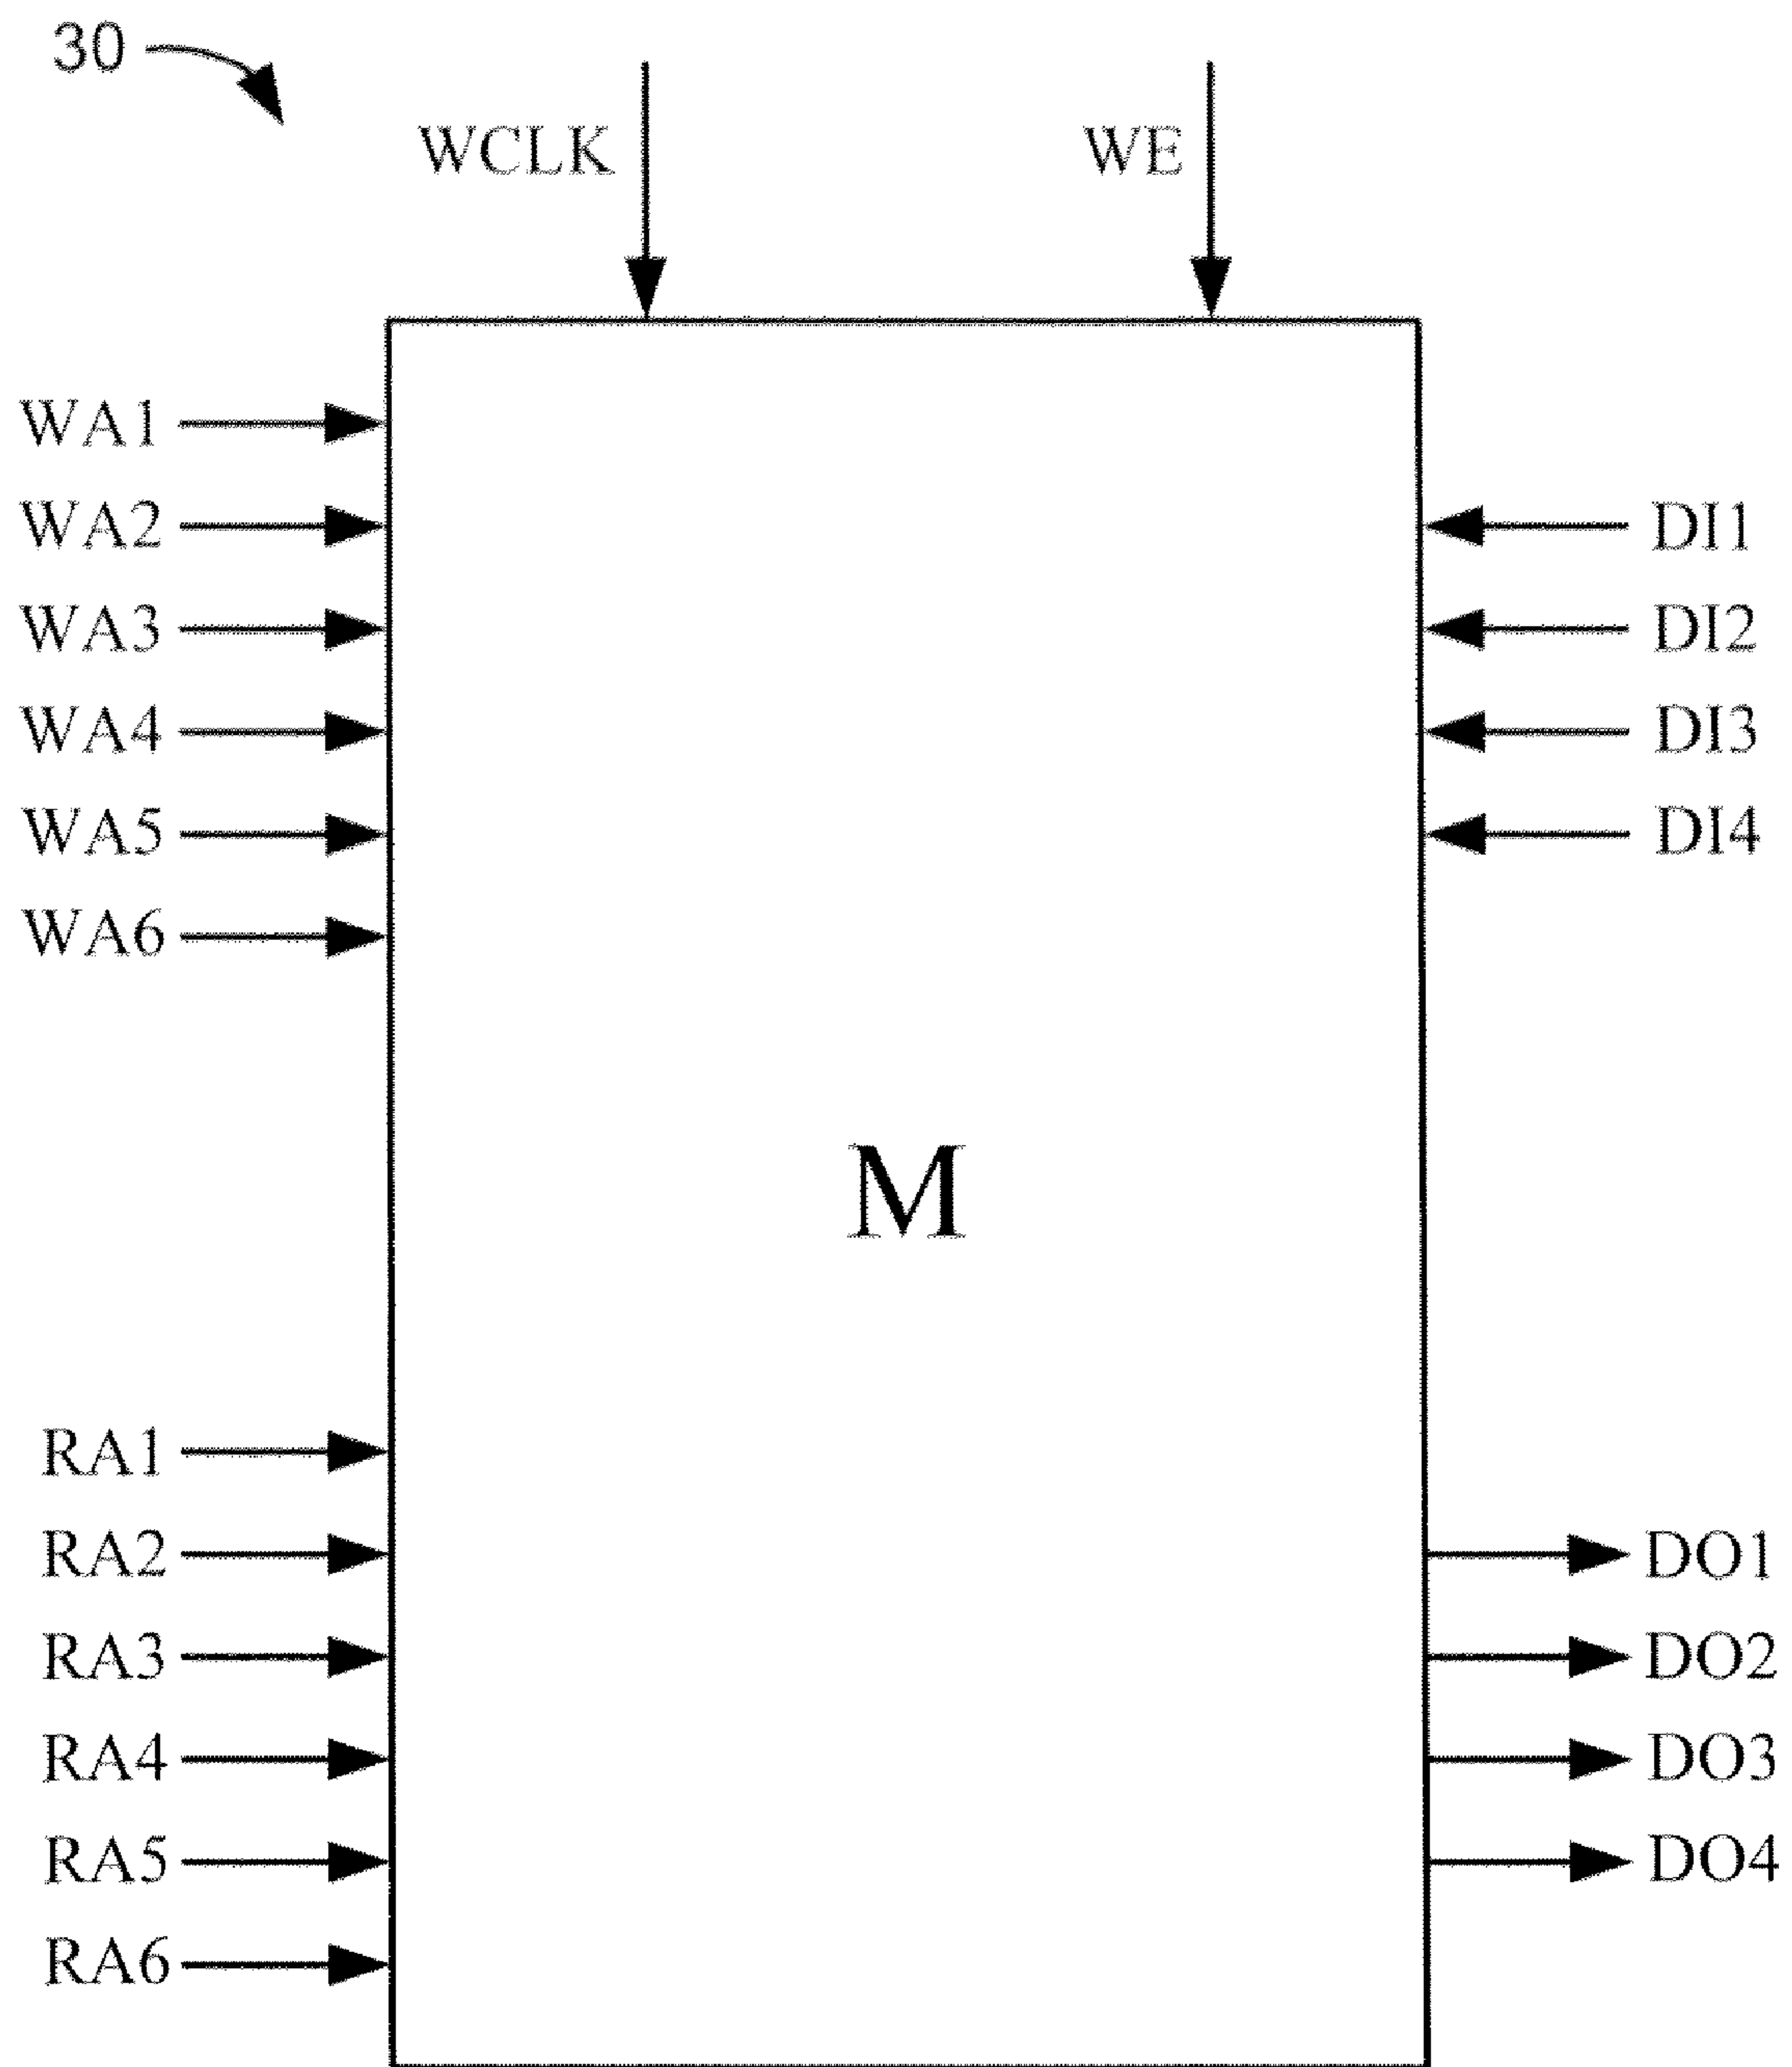 30
WCLK
WE
WA1
WA2
DI1
WA3
DI2
WA4
DI3
WA5
DI4
WA6
M
RA1
RA2
DO1
RA3
DO2
RA4
DO3
RA5
DO4
RA6